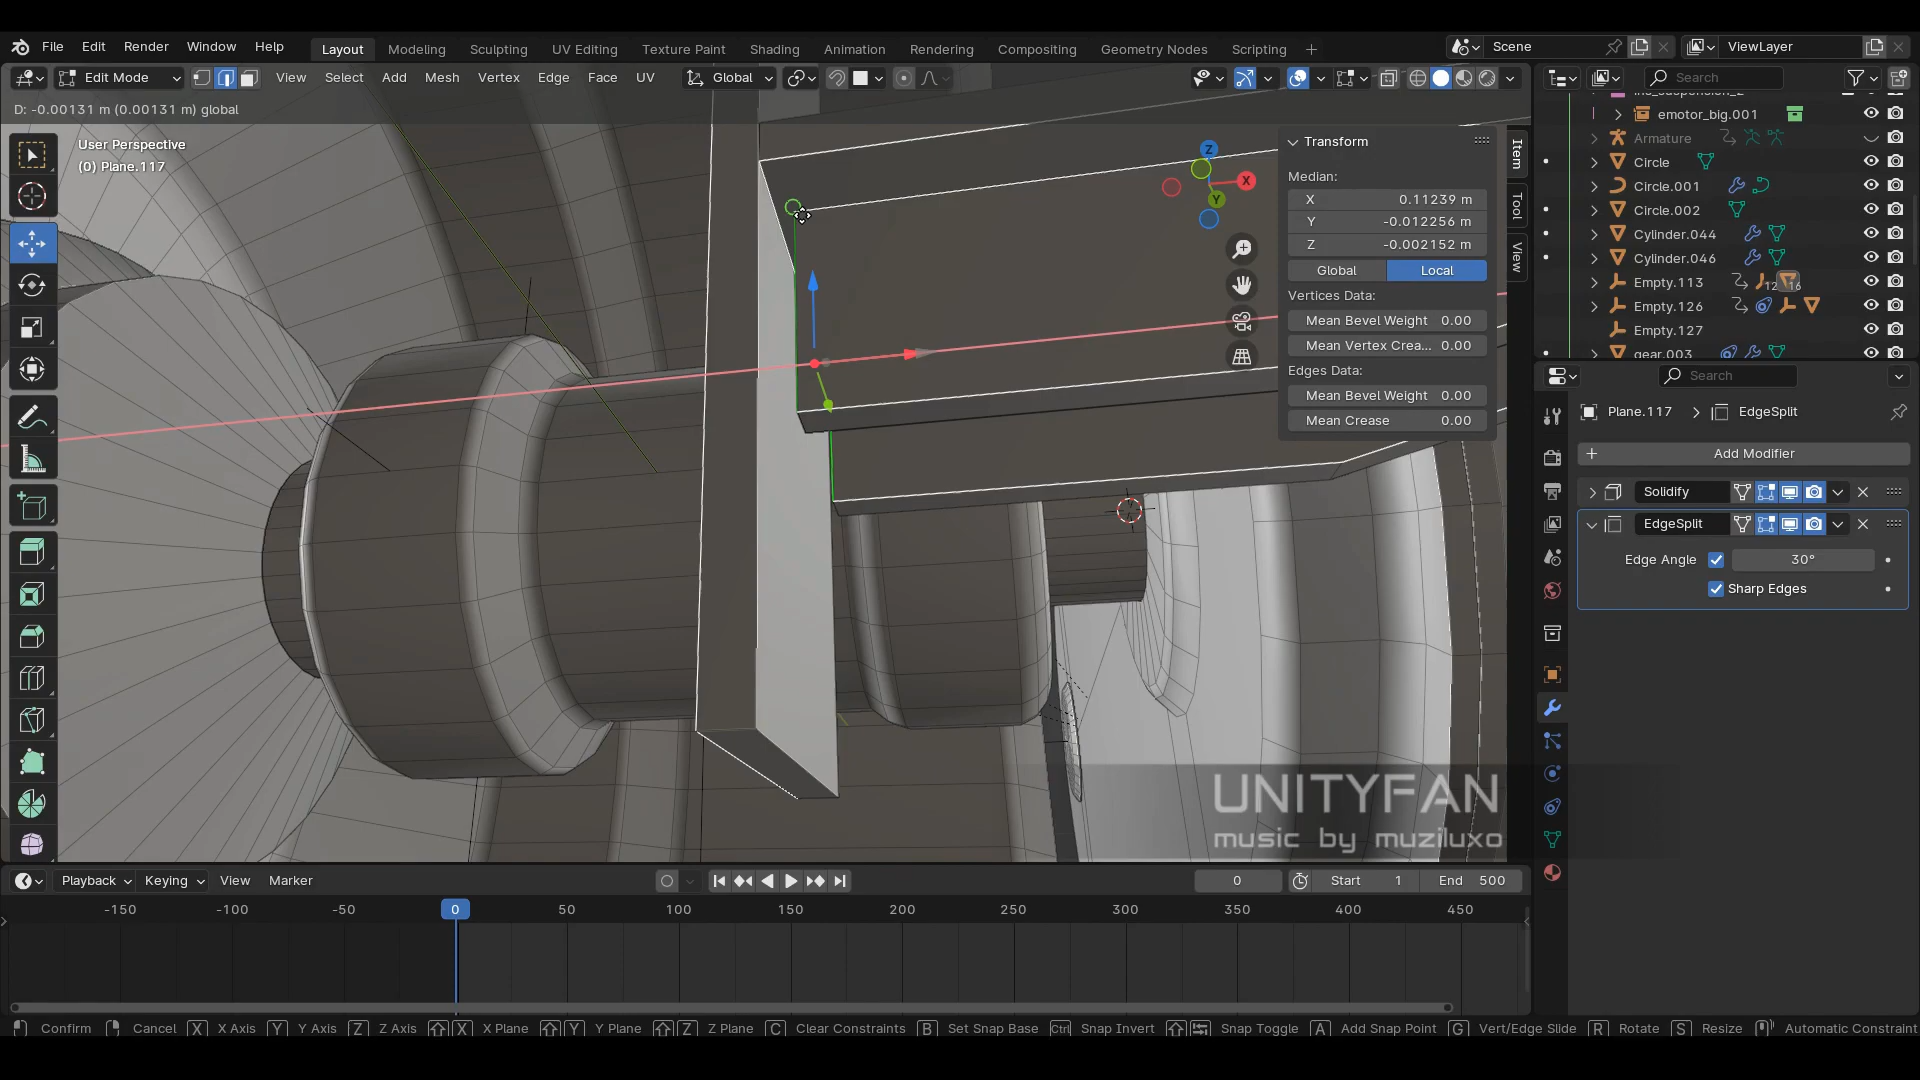 File Edit Render Window Help Layout Modeling Sculpting UV Editing Texture Paint Shading Animation Rendering Compositing Geometry Nodes Scripting + Scene ViewLayer
Edit Mode View Select Add Mesh Vertex Edge Face UV Global Search
D: -0.00131 m (0.00131 m) global
User Perspective
(0) Plane.117
Transform
Median:
X 0.11239 m
Y -0.012256 m
Z -0.002152 m
Global Local
Vertices Data:
Mean Bevel Weight 0.00
Mean Vertex Crea... 0.00
Edges Data:
Mean Bevel Weight 0.00
Mean Crease 0.00
Item
Tool
View
Z
X
Y
emotor_big.001
Armature
Circle
Circle.001
Circle.002
Cylinder.044
Cylinder.046
Empty.113 12 16
Empty.126
Empty.127
gear.003
Search
Plane.117 > EdgeSplit
+ Add Modifier
Solidify
EdgeSplit
Edge Angle 30°
Sharp Edges
UNITYFAN
music by muziluxo
Playback Keying View Marker 0 Start 1 End 500
-150 -100 -50 0 50 100 150 200 250 300 350 400 450
Confirm Cancel X X Axis Y Y Axis Z Z Axis X X Plane Y Y Plane Z Z Plane C Clear Constraints B Set Snap Base Ctrl Snap Invert Snap Toggle A Add Snap Point G Vert/Edge Slide R Rotate S Resize Automatic Constraint